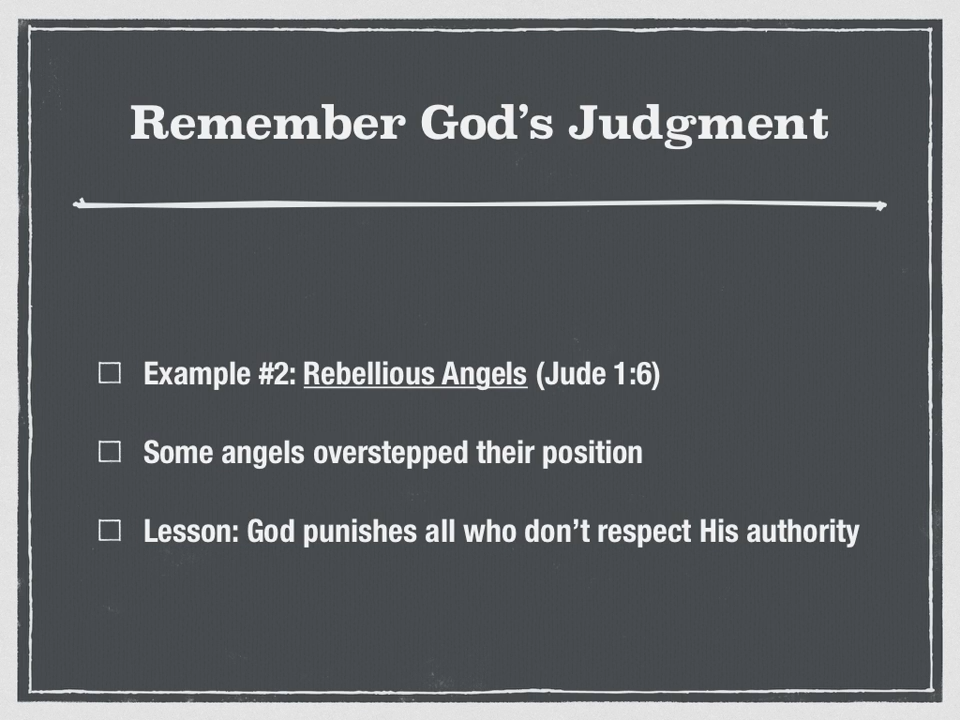 Remember God’s Judgment
Example #2: Rebellious Angels (Jude 1:6)
Some angels overstepped their position
Lesson: God punishes all who don’t respect His authority